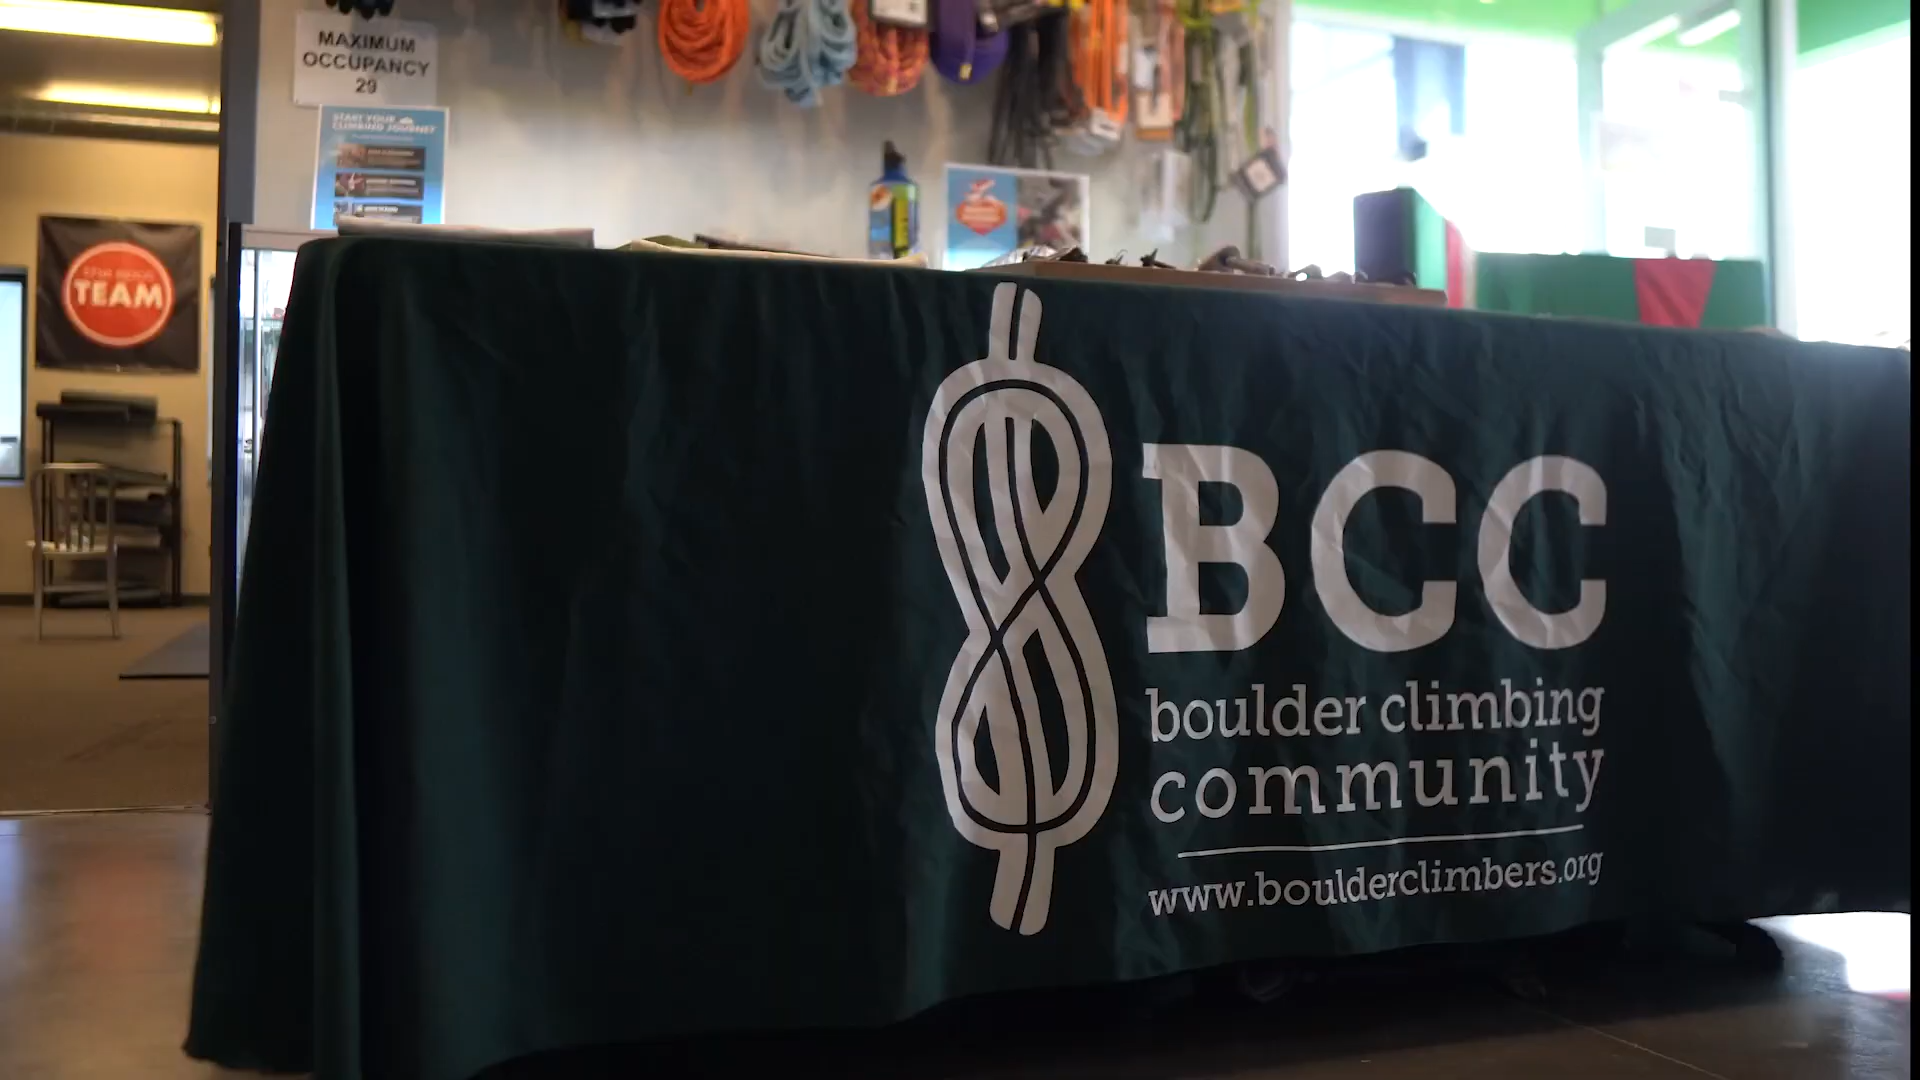 MAXIMUM
OCCUPANCY
29
START YOUR
CLIMBING JOURNEY
TEAM
BCC
boulder climbing
community
www.boulderclimbers.org